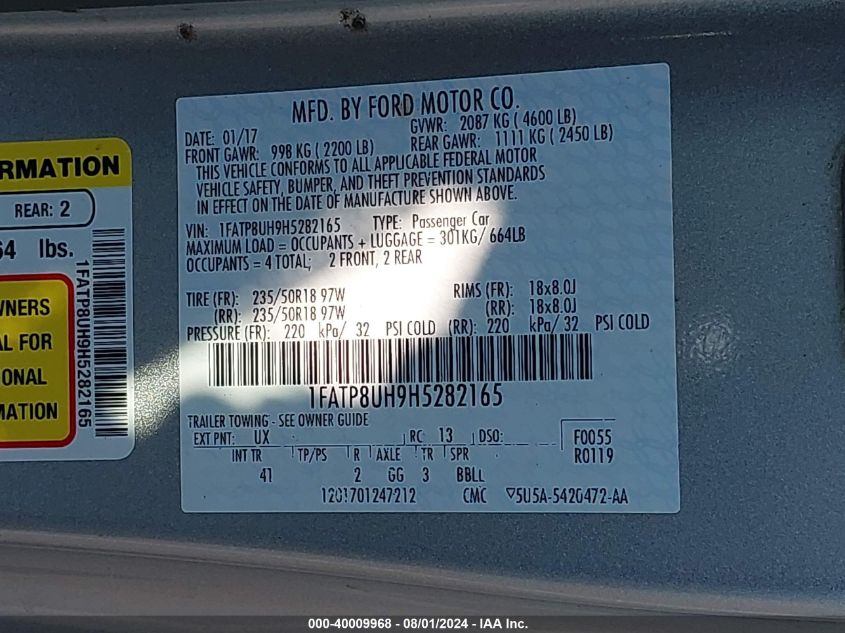 RMATION
REAR: 2
64 lbs.
WNERS
AL FOR
ONAL
MATION
1FATP8UH9H5282165
MFD. BY FORD MOTOR CO.
DATE: 01/17 GVWR: 2087 KG ( 4600 LB)
FRONT GAWR: 998 KG ( 2200 LB) REAR GAWR: 1111 KG ( 2450 LB)
THIS VEHICLE CONFORMS TO ALL APPLICABLE FEDERAL MOTOR
VEHICLE SAFETY, BUMPER, AND THEFT PREVENTION STANDARDS
IN EFFECT ON THE DATE OF MANUFACTURE SHOWN ABOVE.
VIN: 1FATP8UH9H5282165 TYPE: Passenger Car
MAXIMUM LOAD = OCCUPANTS + LUGGAGE = 301KG/ 664LB
OCCUPANTS = 4 TOTAL; 2 FRONT, 2 REAR
TIRE (FR): 235/50R18 97W RIMS (FR): 18x8.0J
(RR): 235/50R18 97W (RR): 18x8.0J
PRESSURE (FR): 220 kPa/ 32 PSI COLD (RR): 220 kPa/ 32 PSI COLD
1FATP8UH9H5282165
TRAILER TOWING - SEE OWNER GUIDE
EXT PNT: UX RC: 13 DSO: F0055
INT TR TP/PS R AXLE TR SPR R0119
41 2 GG 3 BBLL
1201701247212 CMC ▽5U5A-5420472-AA
000-40009968 - 08/01/2024 - IAA Inc.